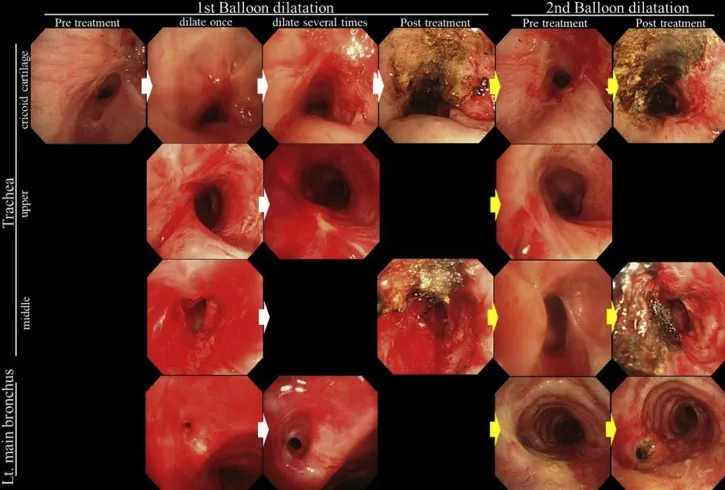 1st Balloon dilatation
2nd Balloon dilatation
Pre treatment
dilate once
dilate several times
Post treatment
Pre treatment
Post treatment
Trachea
cricoid cartilage
upper
middle
Lt. main bronchus